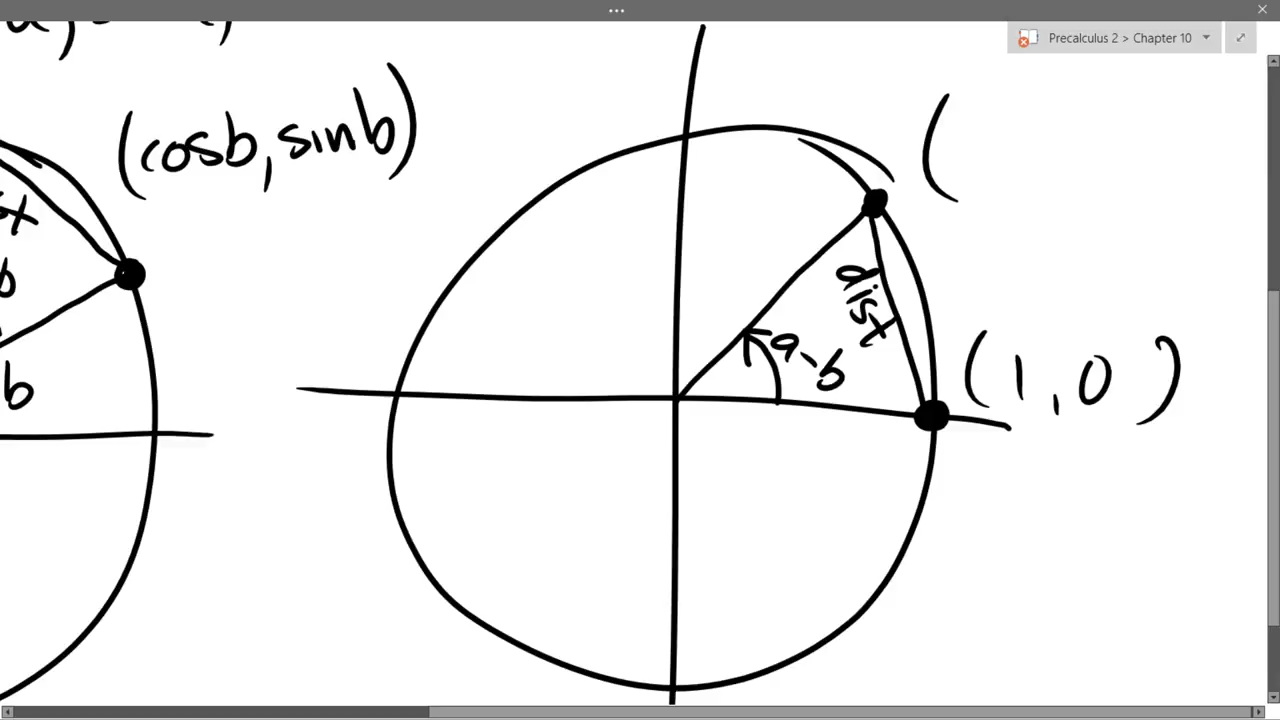 Precalculus 2 > Chapter 10
(cosb, sinb)
(
dist
a-b
(1, 0)
b